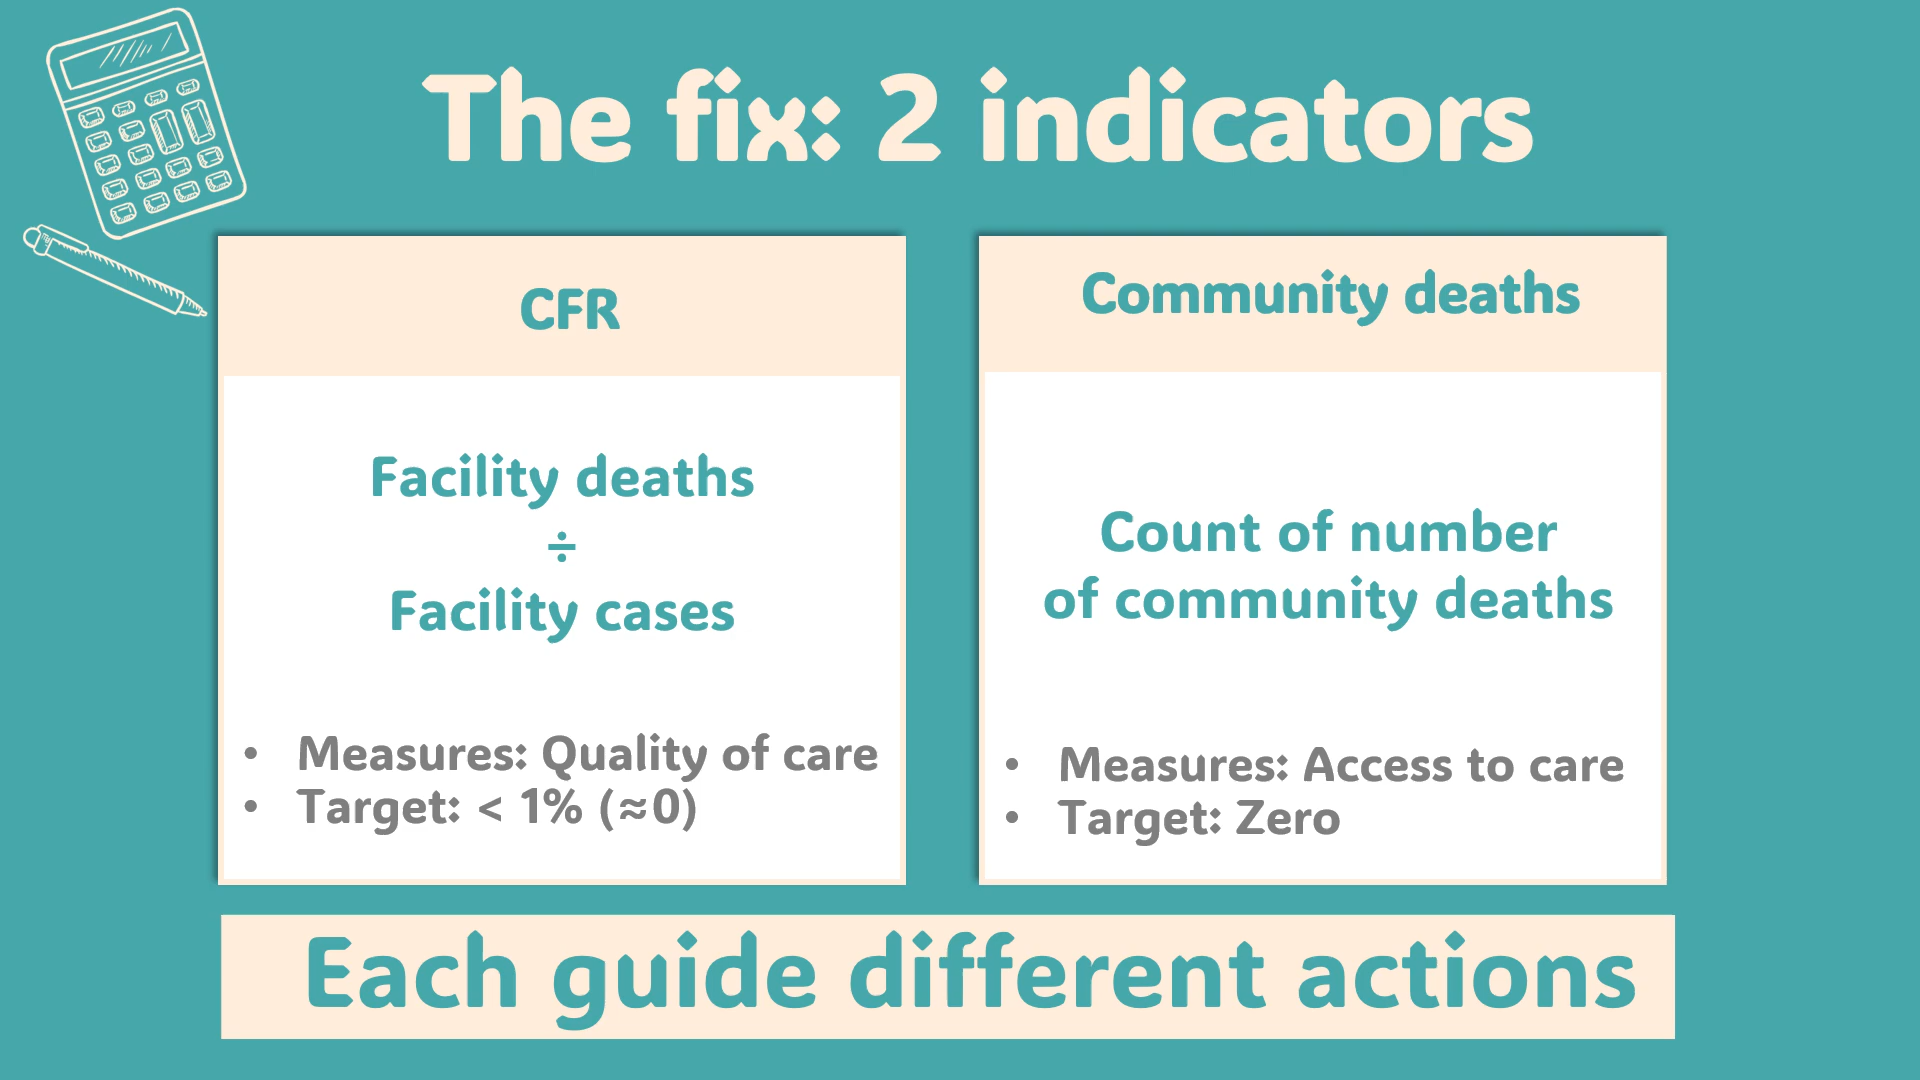 The fix: 2 indicators
CFR
Facility deaths
÷
Facility cases
• Measures: Quality of care
• Target: < 1% (≈0)
Community deaths
Count of number
of community deaths
• Measures: Access to care
• Target: Zero
Each guide different actions